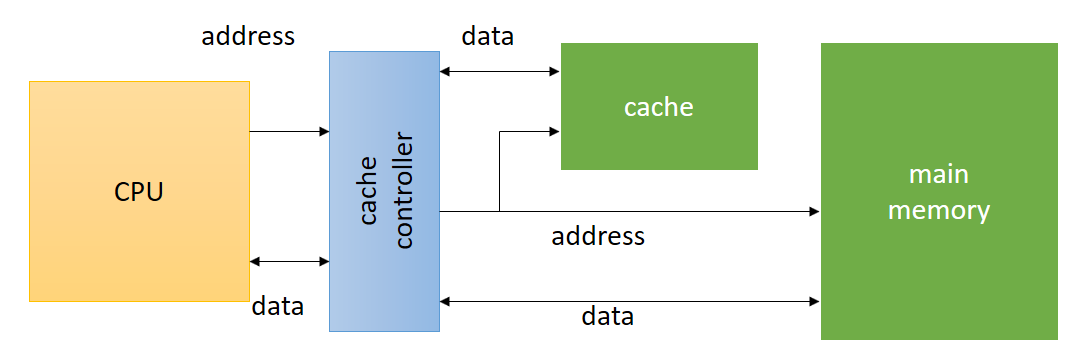 address
data
cache
CPU
cache
controller
main
memory
address
data
data